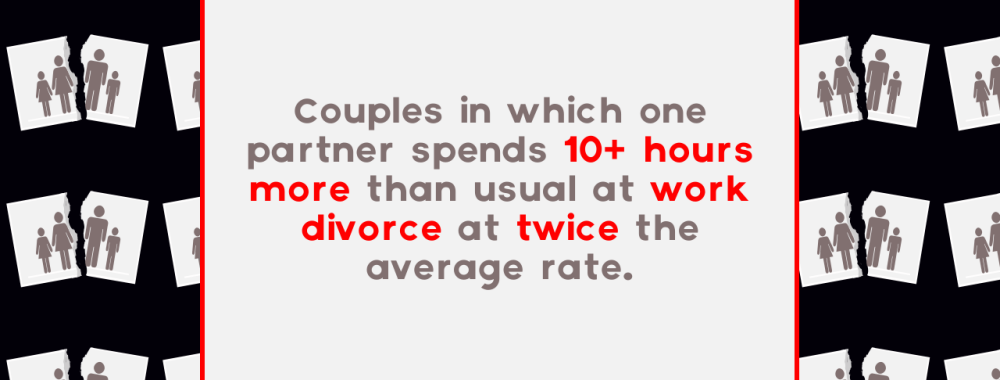 Couples in which one
partner spends 10+ hours
more than usual at work
divorce at twice the
average rate.